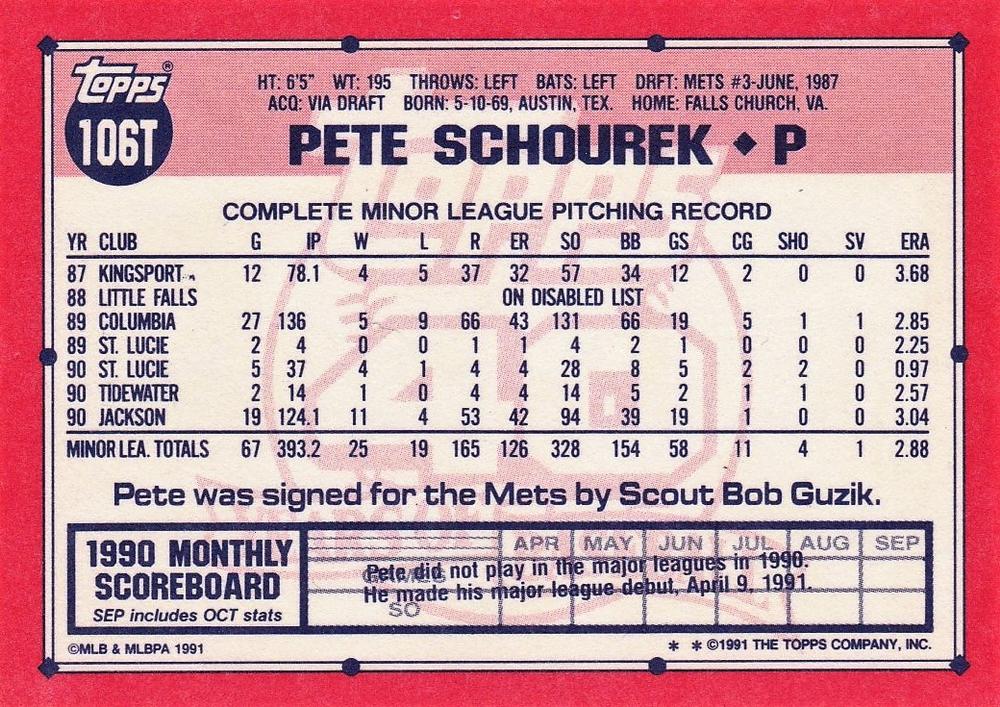 TOPPS®
106T
HT: 6'5" WT: 195 THROWS: LEFT BATS: LEFT DRFT: METS #3-JUNE, 1987
ACQ: VIA DRAFT BORN: 5-10-69, AUSTIN, TEX. HOME: FALLS CHURCH, VA.
PETE SCHOUREK ◆ P
COMPLETE MINOR LEAGUE PITCHING RECORD
YR CLUB G IP W L R ER SO BB GS CG SHO SV ERA
87 KINGSPORT 12 78.1 4 5 37 32 57 34 12 2 0 0 3.68
88 LITTLE FALLS ON DISABLED LIST
89 COLUMBIA 27 136 5 9 66 43 131 66 19 5 1 1 2.85
89 ST. LUCIE 2 4 0 0 1 1 4 2 1 0 0 0 2.25
90 ST. LUCIE 5 37 4 1 4 4 28 8 5 2 2 0 0.97
90 TIDEWATER 2 14 1 0 4 4 14 5 2 1 1 0 2.57
90 JACKSON 19 124.1 11 4 53 42 94 39 19 1 0 0 3.04
MINOR LEA. TOTALS 67 393.2 25 19 165 126 328 154 58 11 4 1 2.88
Pete was signed for the Mets by Scout Bob Guzik.
1990 MONTHLY
SCOREBOARD
SEP includes OCT stats
APR MAY JUN JUL AUG SEP
GAMES
SO
Pete did not play in the major leagues in 1990.
He made his major league debut, April 9, 1991.
©MLB & MLBPA 1991
* * ©1991 THE TOPPS COMPANY, INC.
TOPPS
40
YEARS OF